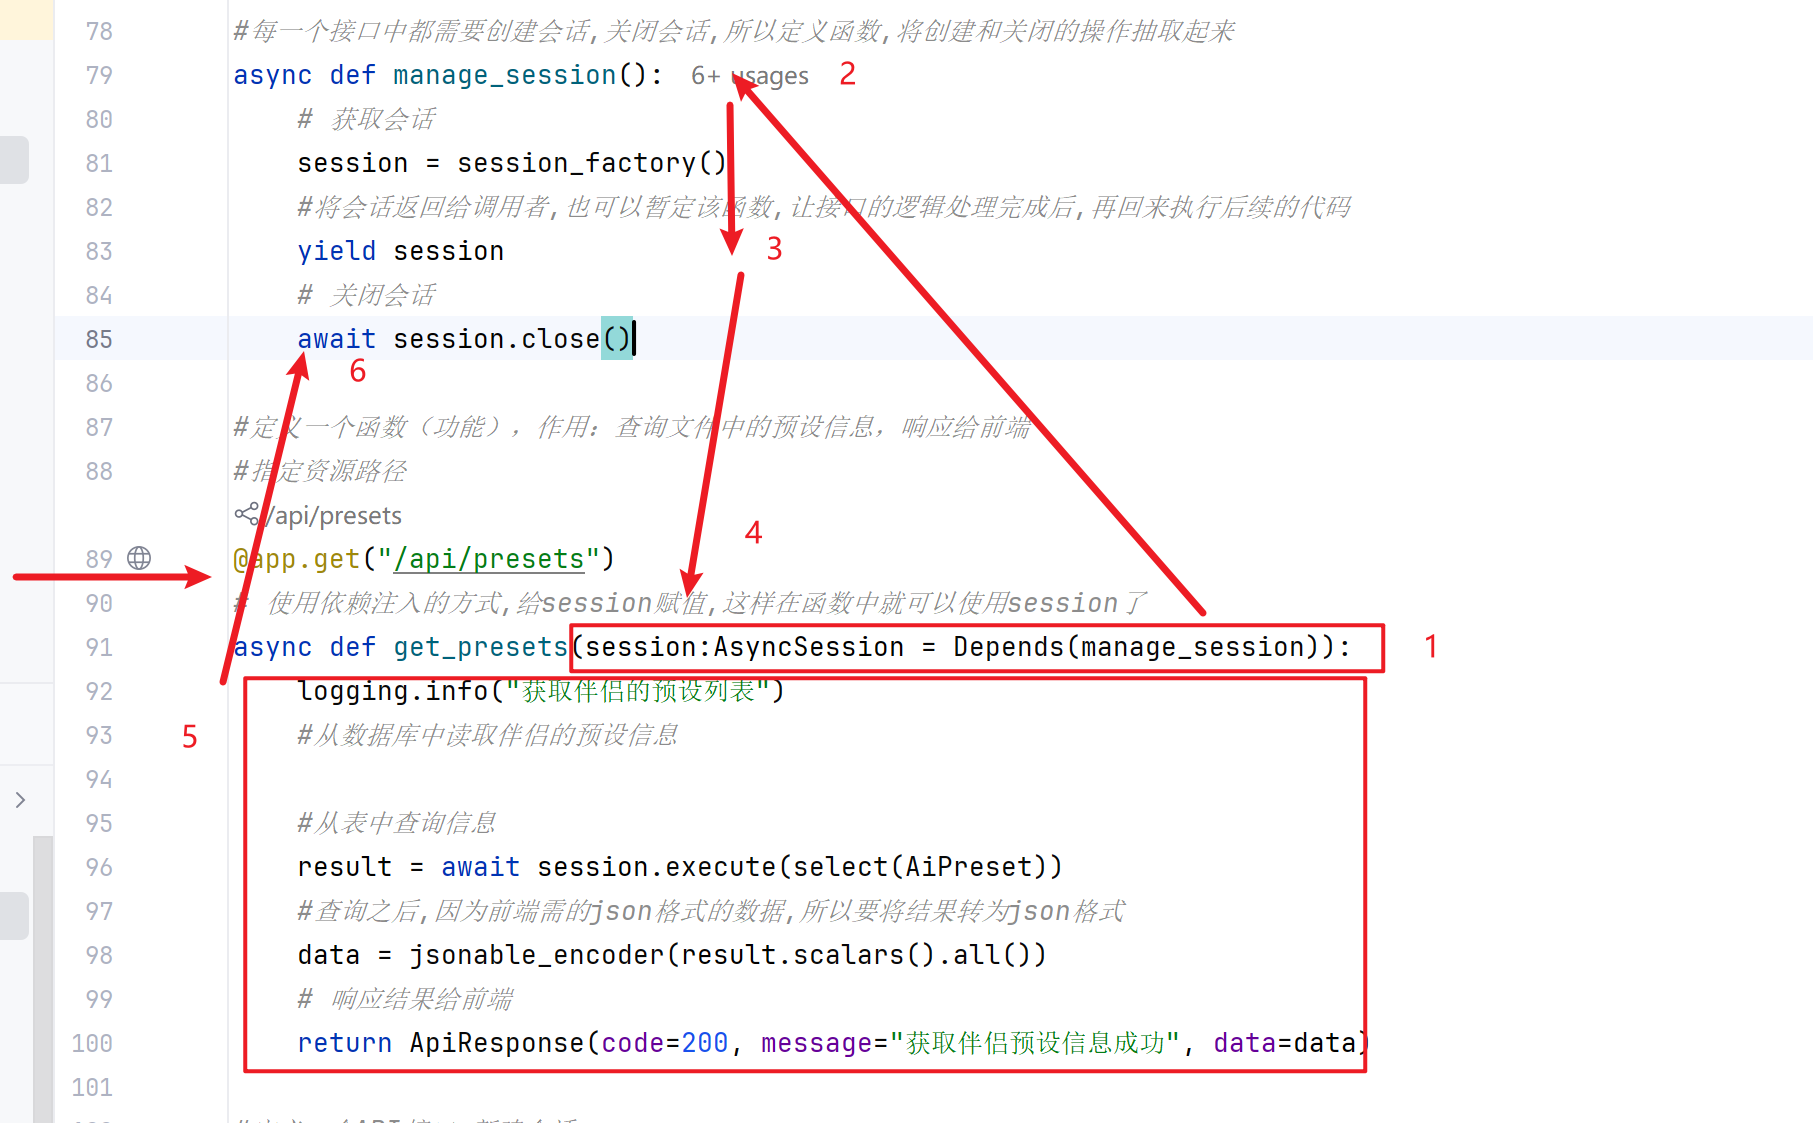 78 #每一个接口中都需要创建会话,关闭会话,所以定义函数,将创建和关闭的操作抽取起来
79 async def manage_session(): 6+ usages 2
80 # 获取会话
81 session = session_factory()
82 #将会话返回给调用者,也可以暂定该函数,让接口的逻辑处理完成后,再回来执行后续的代码
83 yield session 3
84 # 关闭会话
85 await session.close()
6
86
87 #定义一个函数（功能），作用：查询文件中的预设信息，响应给前端
88 #指定资源路径
/api/presets
4
89 @app.get("/api/presets")
90 # 使用依赖注入的方式,给session赋值,这样在函数中就可以使用session了
91 async def get_presets(session:AsyncSession = Depends(manage_session)): 1
92 logging.info("获取伴侣的预设列表")
5
93 #从数据库中读取伴侣的预设信息
94
95 #从表中查询信息
96 result = await session.execute(select(AiPreset))
97 #查询之后,因为前端需的json格式的数据,所以要将结果转为json格式
98 data = jsonable_encoder(result.scalars().all())
99 # 响应结果给前端
100 return ApiResponse(code=200, message="获取伴侣预设信息成功", data=data)
101